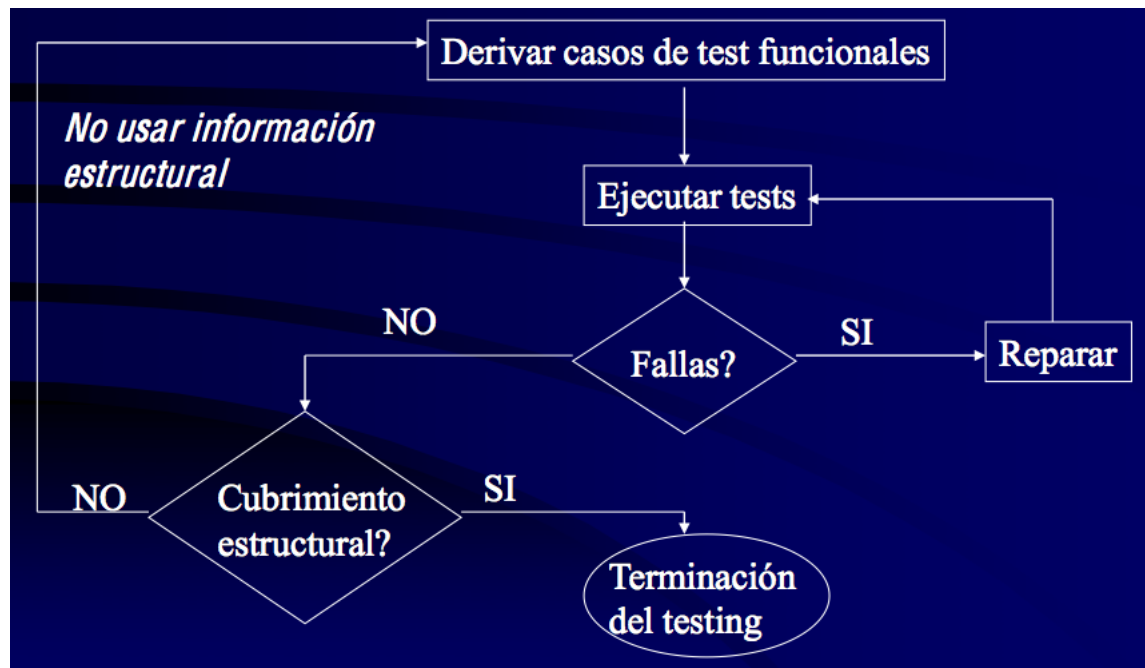 Derivar casos de test funcionales
No usar información
estructural
Ejecutar tests
NO
SI
Fallas?
Reparar
NO
Cubrimiento
estructural?
SI
Terminación
del testing